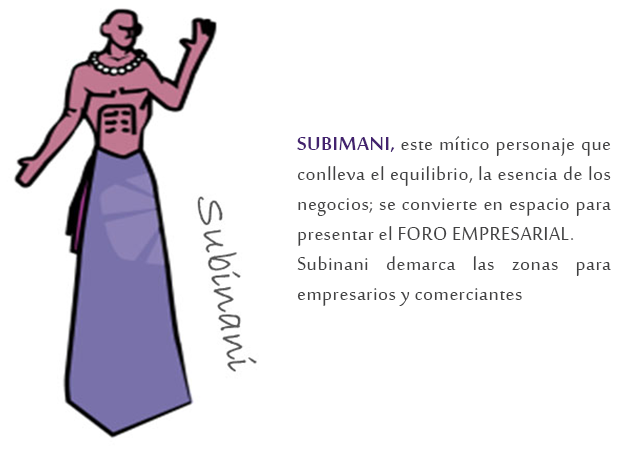 Subinani
SUBIMANI, este mítico personaje que
conlleva el equilibrio, la esencia de los
negocios; se convierte en espacio para
presentar el FORO EMPRESARIAL.
Subinani demarca las zonas para
empresarios y comerciantes